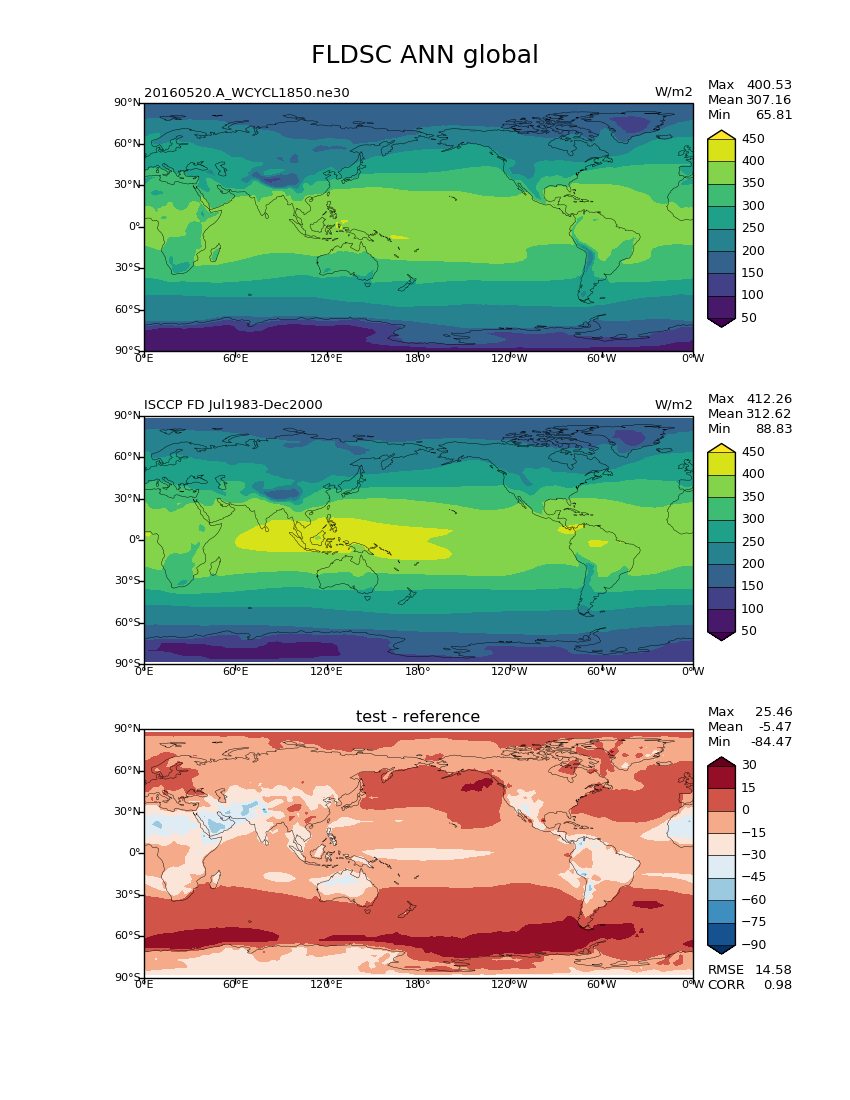 FLDSC ANN global
20160520.A_WCYCL1850.ne30 W/m2
Max 400.53
Mean 307.16
Min 65.81
90°N
60°N
30°N
0°
30°S
60°S
90°S
0°E 60°E 120°E 180° 120°W 60°W 0°W
450
400
350
300
250
200
150
100
50
ISCCP FD Jul1983-Dec2000 W/m2
Max 412.26
Mean 312.62
Min 88.83
90°N
60°N
30°N
0°
30°S
60°S
90°S
0°E 60°E 120°E 180° 120°W 60°W 0°W
450
400
350
300
250
200
150
100
50
test - reference
Max 25.46
Mean -5.47
Min -84.47
90°N
60°N
30°N
0°
30°S
60°S
90°S
0°E 60°E 120°E 180° 120°W 60°W 0°W
30
15
0
−15
−30
−45
−60
−75
−90
RMSE 14.58
CORR 0.98